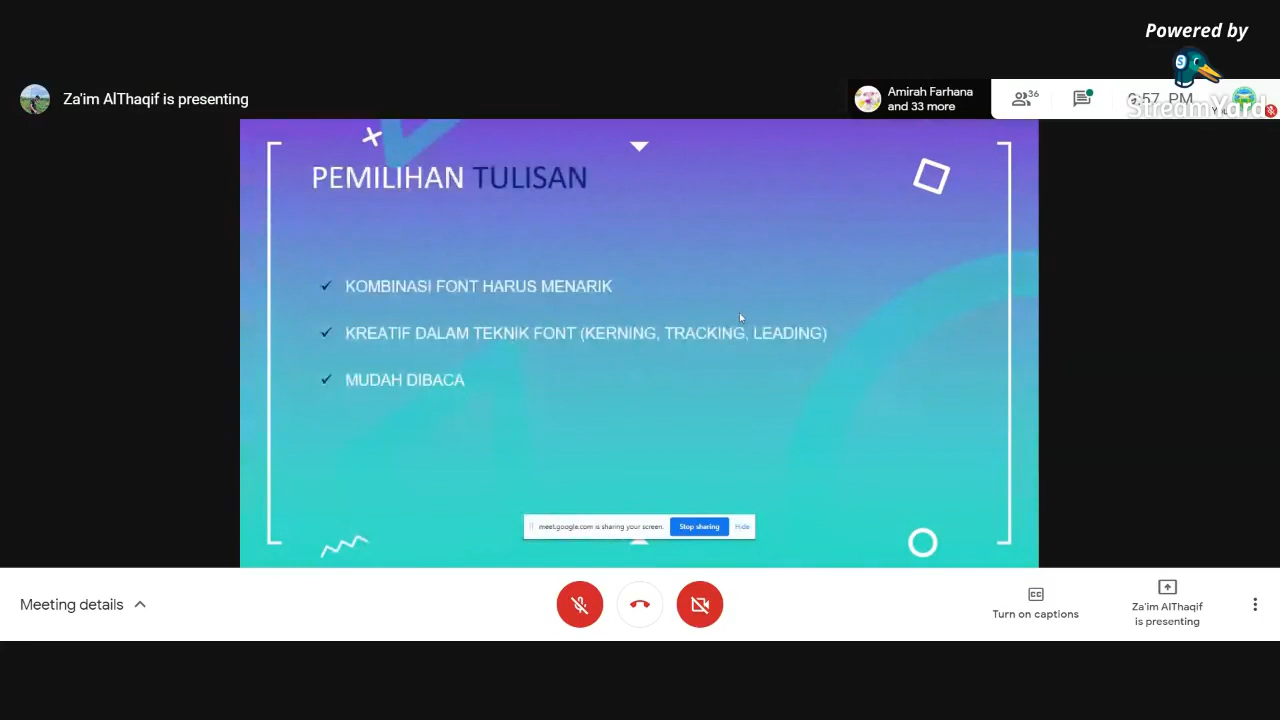 Powered by
StreamYard
Za'im AlThaqif is presenting
Amirah Farhana
and 33 more
36
PM
PEMILIHAN TULISAN
KOMBINASI FONT HARUS MENARIK
KREATIF DALAM TEKNIK FONT (KERNING, TRACKING, LEADING)
MUDAH DIBACA
meet.google.com is sharing your screen.
Stop sharing
Hide
Meeting details
Turn on captions
Za'im AlThaqif
is presenting